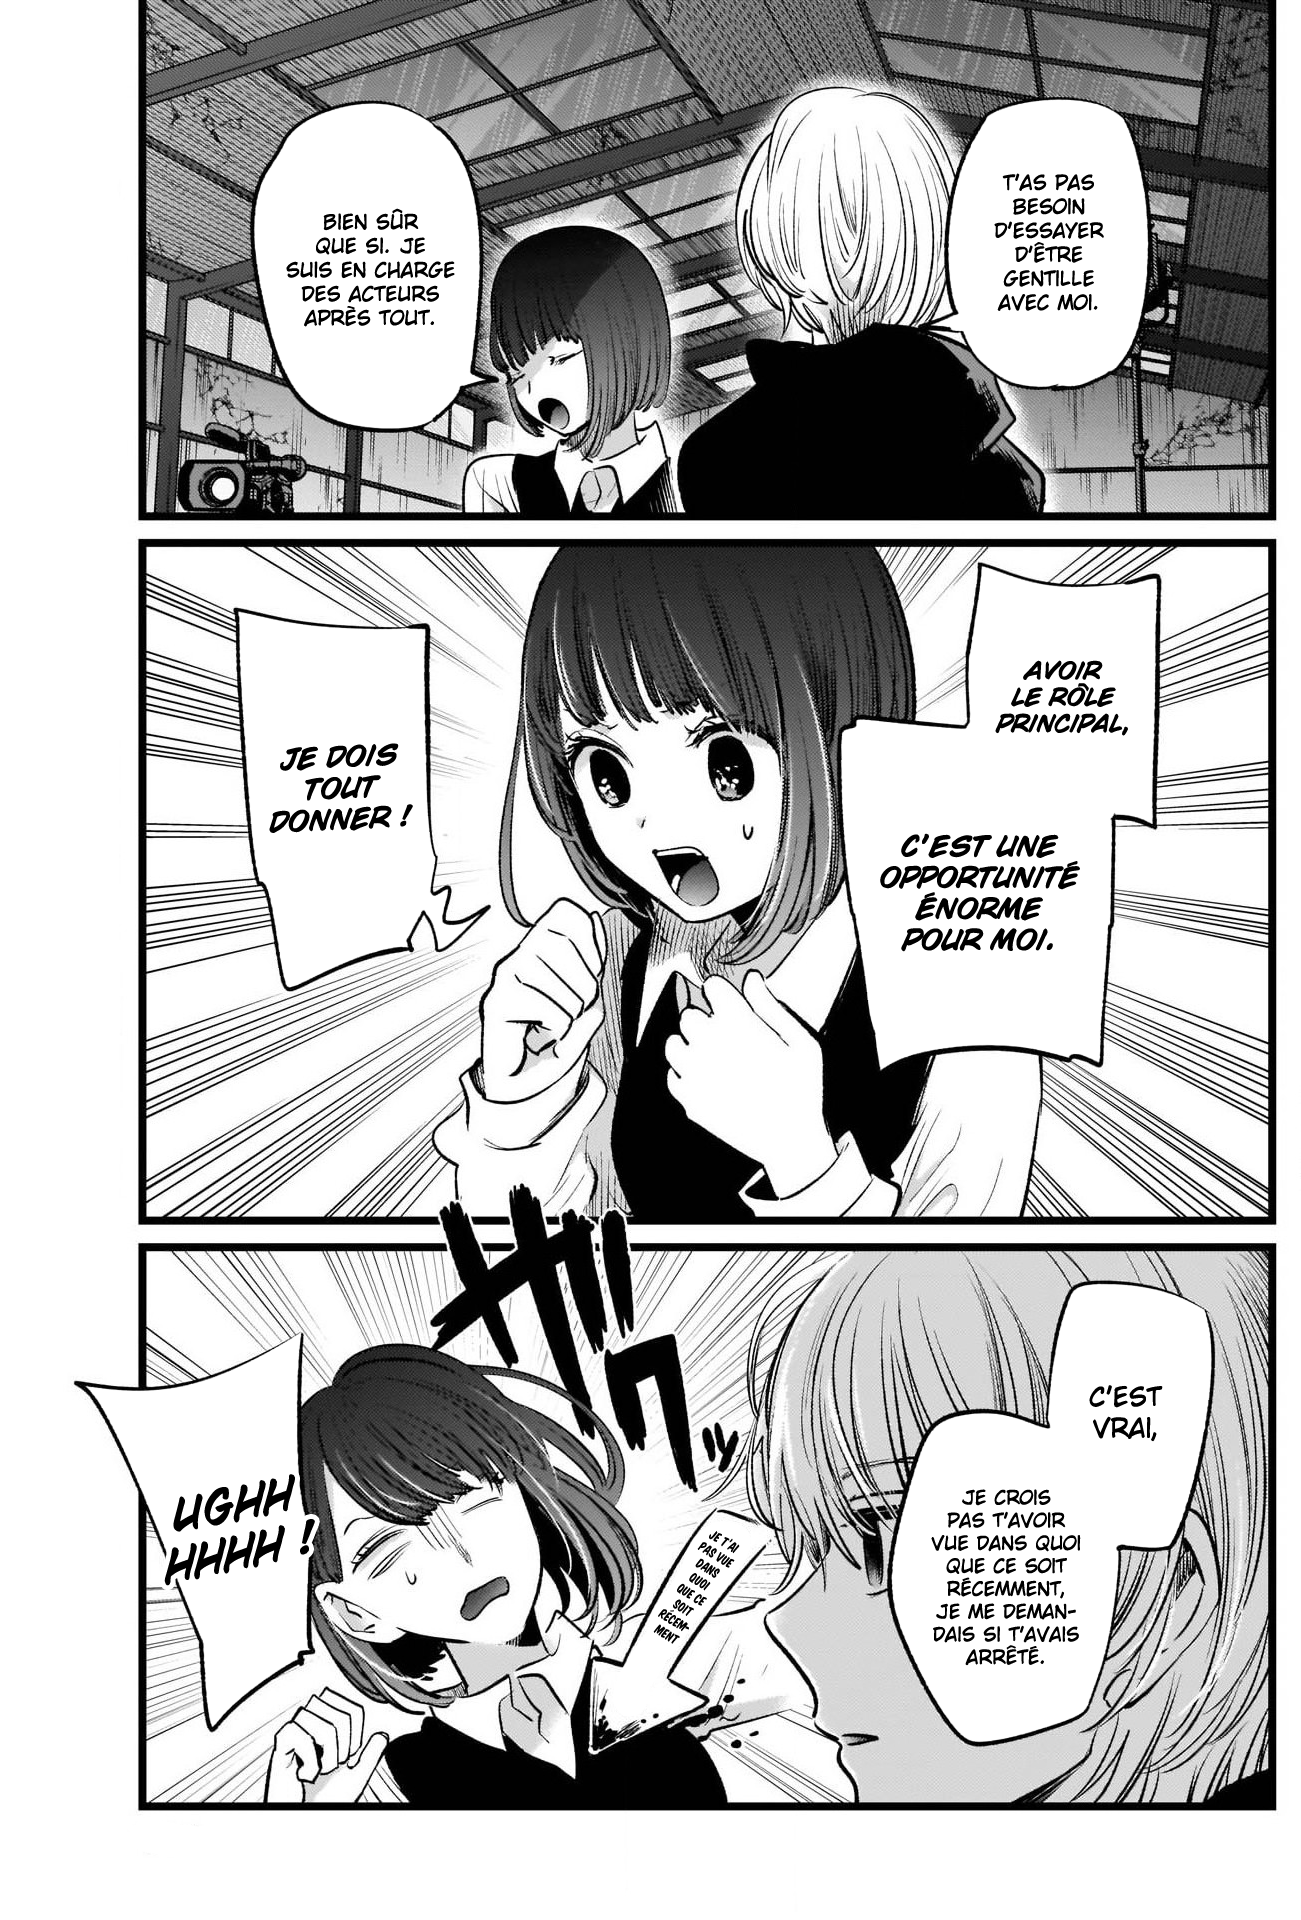 T'AS PAS
BESOIN
D'ESSAYER
D'ÊTRE
GENTILLE
AVEC MOI.
BIEN SÛR
QUE SI. JE
SUIS EN CHARGE
DES ACTEURS
APRÈS TOUT.
AVOIR
LE RÔLE
PRINCIPAL,
C'EST UNE
OPPORTUNITÉ
ÉNORME
POUR MOI.
JE DOIS
TOUT
DONNER !
C'EST
VRAI,
JE CROIS
PAS T'AVOIR
VUE DANS QUOI
QUE CE SOIT
RÉCEMMENT,
JE ME DEMAN-
DAIS SI T'AVAIS
ARRÊTÉ.
JE T'AI
PAS VUE
DANS
QUOI
QUE CE
SOIT
RÉCEM-
MENT
ザクッ
UGHH
HHHH !